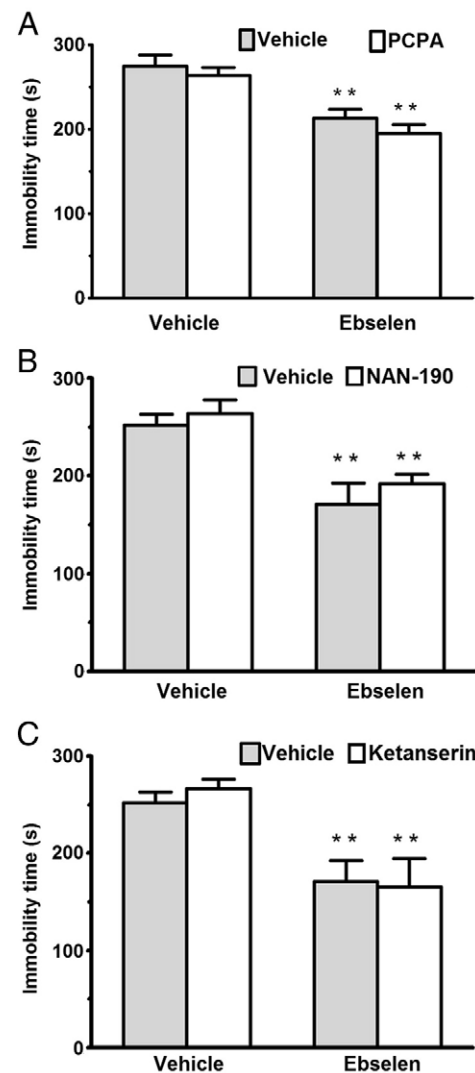 A
Vehicle PCPA
Immobility time (s)
300
200
100
0
** **
Vehicle Ebselen
B
Vehicle NAN-190
Immobility time (s)
300
200
100
0
** **
Vehicle Ebselen
C
Vehicle Ketanserin
Immobility time (s)
300
200
100
0
** **
Vehicle Ebselen